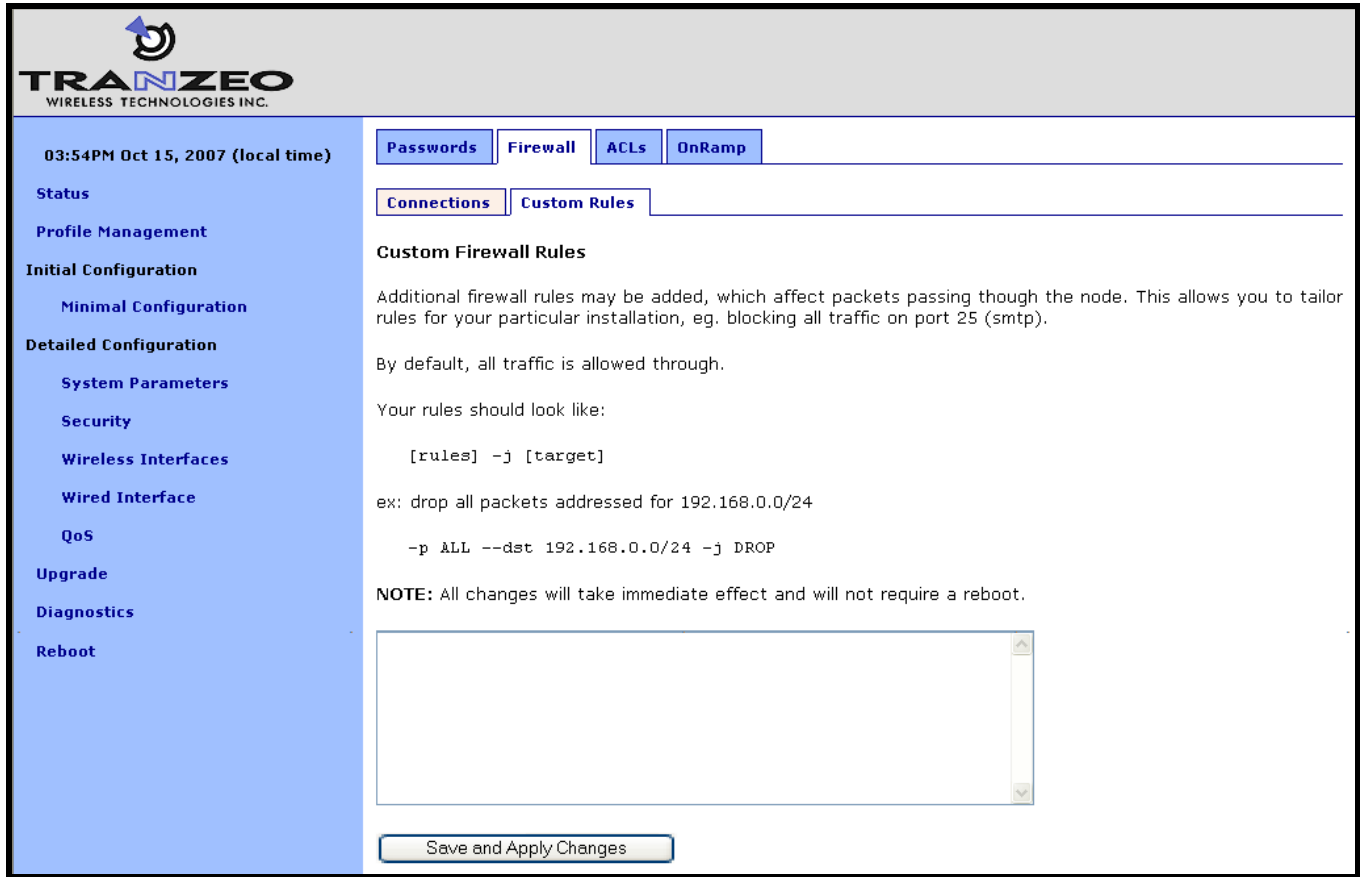 TRANZEO
WIRELESS TECHNOLOGIES INC.
03:54PM Oct 15, 2007 (local time)
Status
Profile Management
Initial Configuration
Minimal Configuration
Detailed Configuration
System Parameters
Security
Wireless Interfaces
Wired Interface
QoS
Upgrade
Diagnostics
Reboot
Passwords Firewall ACLs OnRamp
Connections Custom Rules
Custom Firewall Rules
Additional firewall rules may be added, which affect packets passing though the node. This allows you to tailor
rules for your particular installation, eg. blocking all traffic on port 25 (smtp).
By default, all traffic is allowed through.
Your rules should look like:
[rules] -j [target]
ex: drop all packets addressed for 192.168.0.0/24
-p ALL --dst 192.168.0.0/24 -j DROP
NOTE: All changes will take immediate effect and will not require a reboot.
Save and Apply Changes